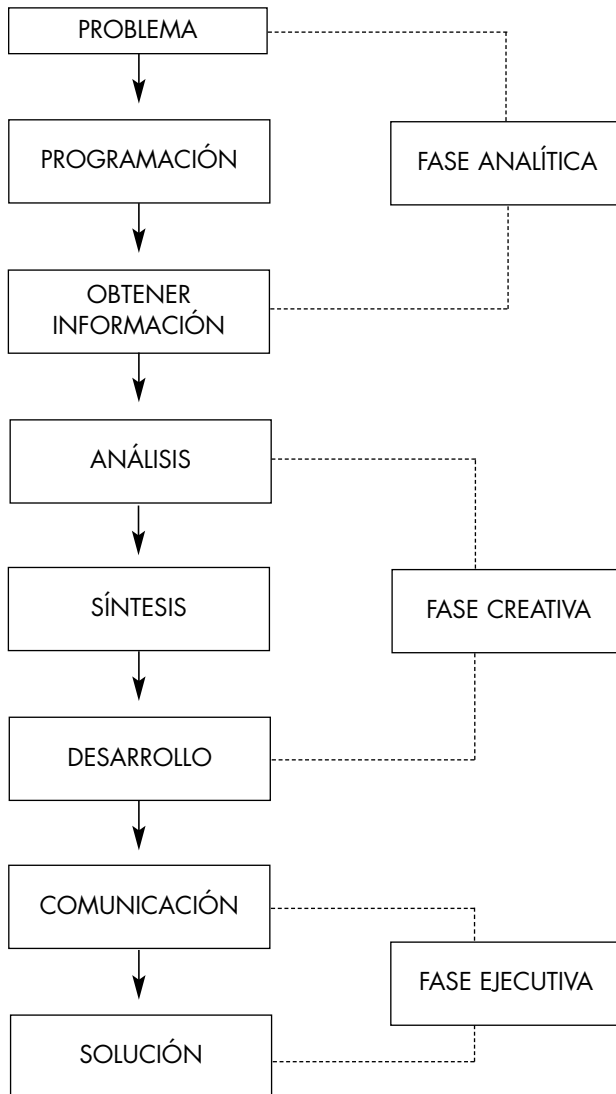 PROBLEMA
PROGRAMACIÓN
FASE ANALÍTICA
OBTENER
INFORMACIÓN
ANÁLISIS
SÍNTESIS
FASE CREATIVA
DESARROLLO
COMUNICACIÓN
FASE EJECUTIVA
SOLUCIÓN